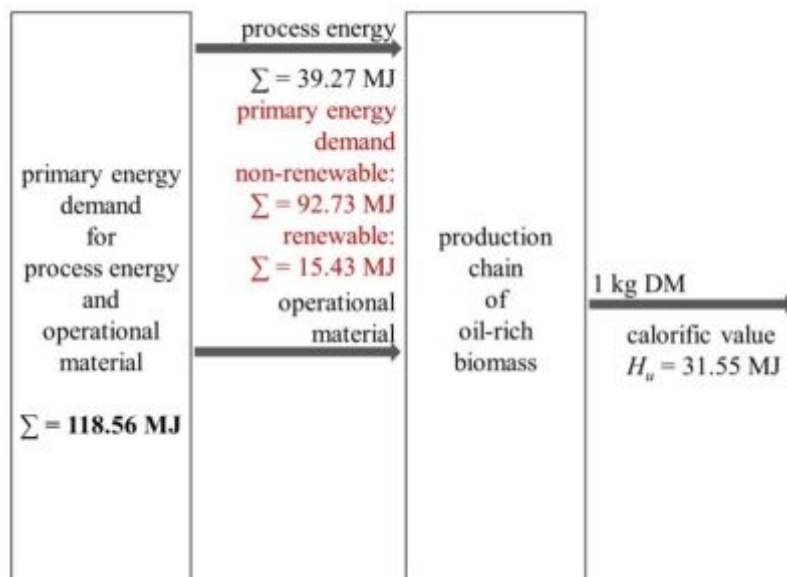 primary energy
demand
for
process energy
and
operational
material
∑ = 118.56 MJ
process energy
∑ = 39.27 MJ
primary energy
demand
non-renewable:
∑ = 92.73 MJ
renewable:
∑ = 15.43 MJ
operational
material
production
chain
of
oil-rich
biomass
1 kg DM
calorific value
Hᵤ = 31.55 MJ